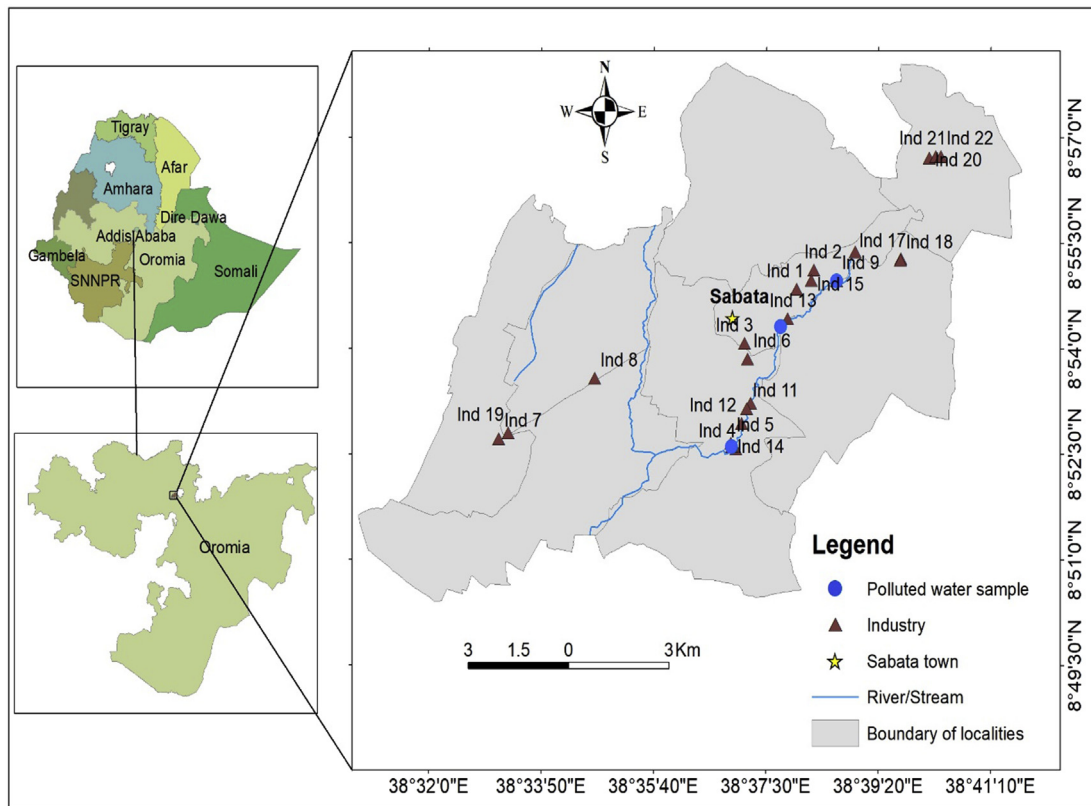 Tigray
Afar
Amhara
Dire Dawa
Addis Ababa
Gambela
Oromia
Somali
SNNPR
Oromia
N
W
E
S
Ind 21
Ind 22
Ind 20
Ind 17
Ind 18
Ind 2
Ind 9
Ind 1
Ind 15
Sabata
Ind 13
Ind 3
Ind 6
Ind 8
Ind 11
Ind 12
Ind 19
Ind 7
Ind 5
Ind 4
Ind 14
8°57'0"N
8°55'30"N
8°54'0"N
8°52'30"N
8°51'0"N
8°49'30"N
Legend
Polluted water sample
Industry
Sabata town
River/Stream
Boundary of localities
3 1.5 0 3 Km
38°32'0"E 38°33'50"E 38°35'40"E 38°37'30"E 38°39'20"E 38°41'10"E